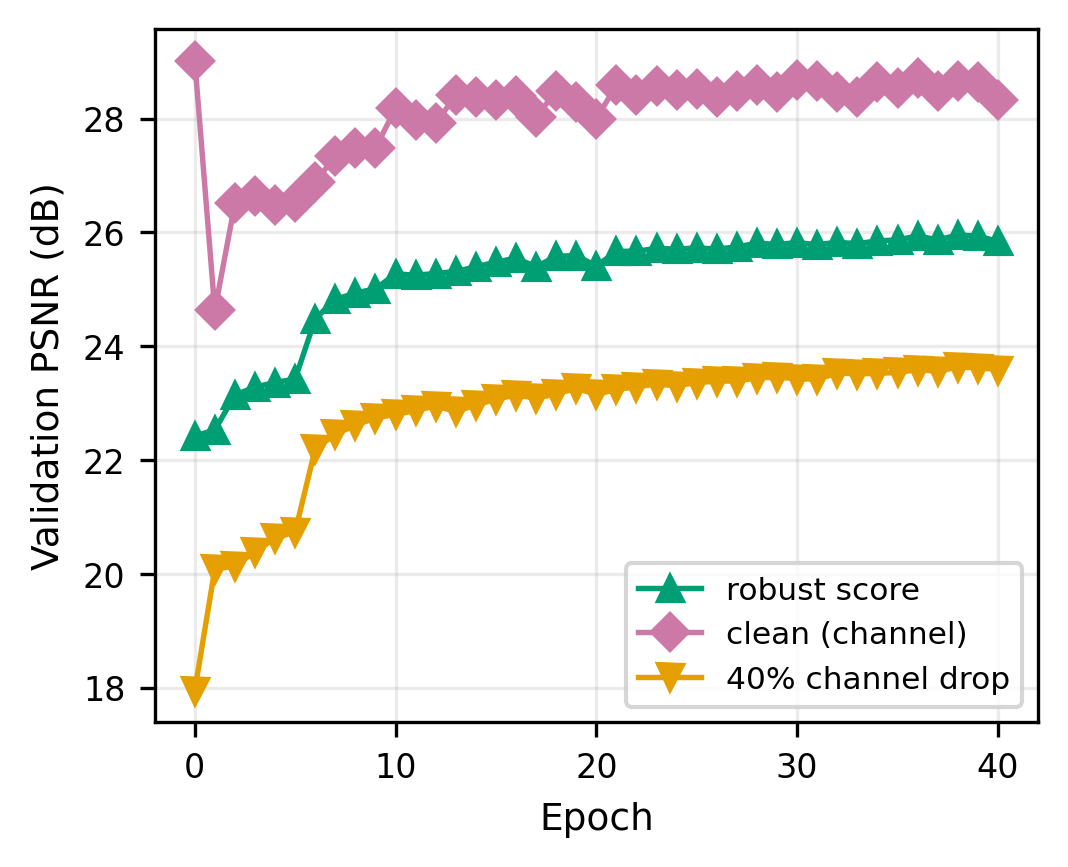 28
26
24
22
20
18
Validation PSNR (dB)
robust score
clean (channel)
40% channel drop
0 10 20 30 40
Epoch